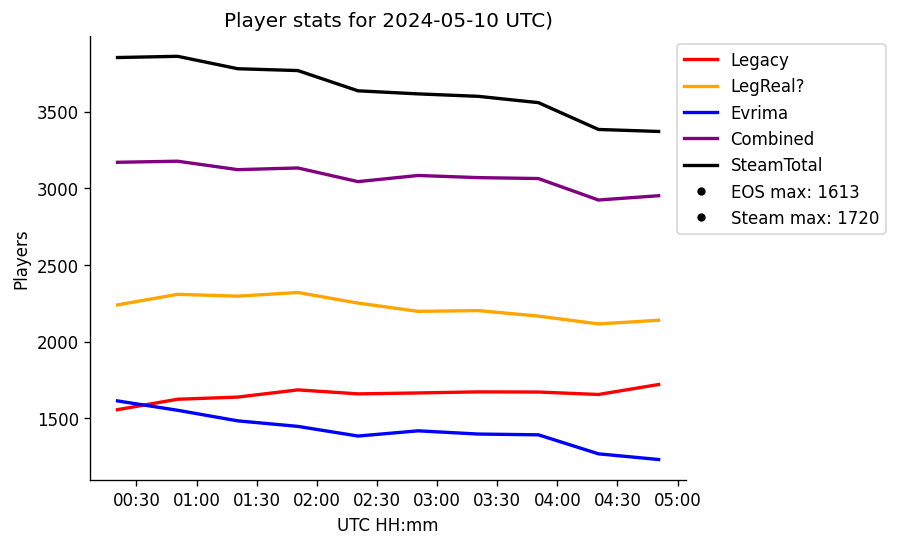 Player stats for 2024-05-10 UTC)
Legacy
LegReal?
Evrima
Combined
SteamTotal
EOS max: 1613
Steam max: 1720
Players
3500
3000
2500
2000
1500
00:30 01:00 01:30 02:00 02:30 03:00 03:30 04:00 04:30 05:00
UTC HH:mm